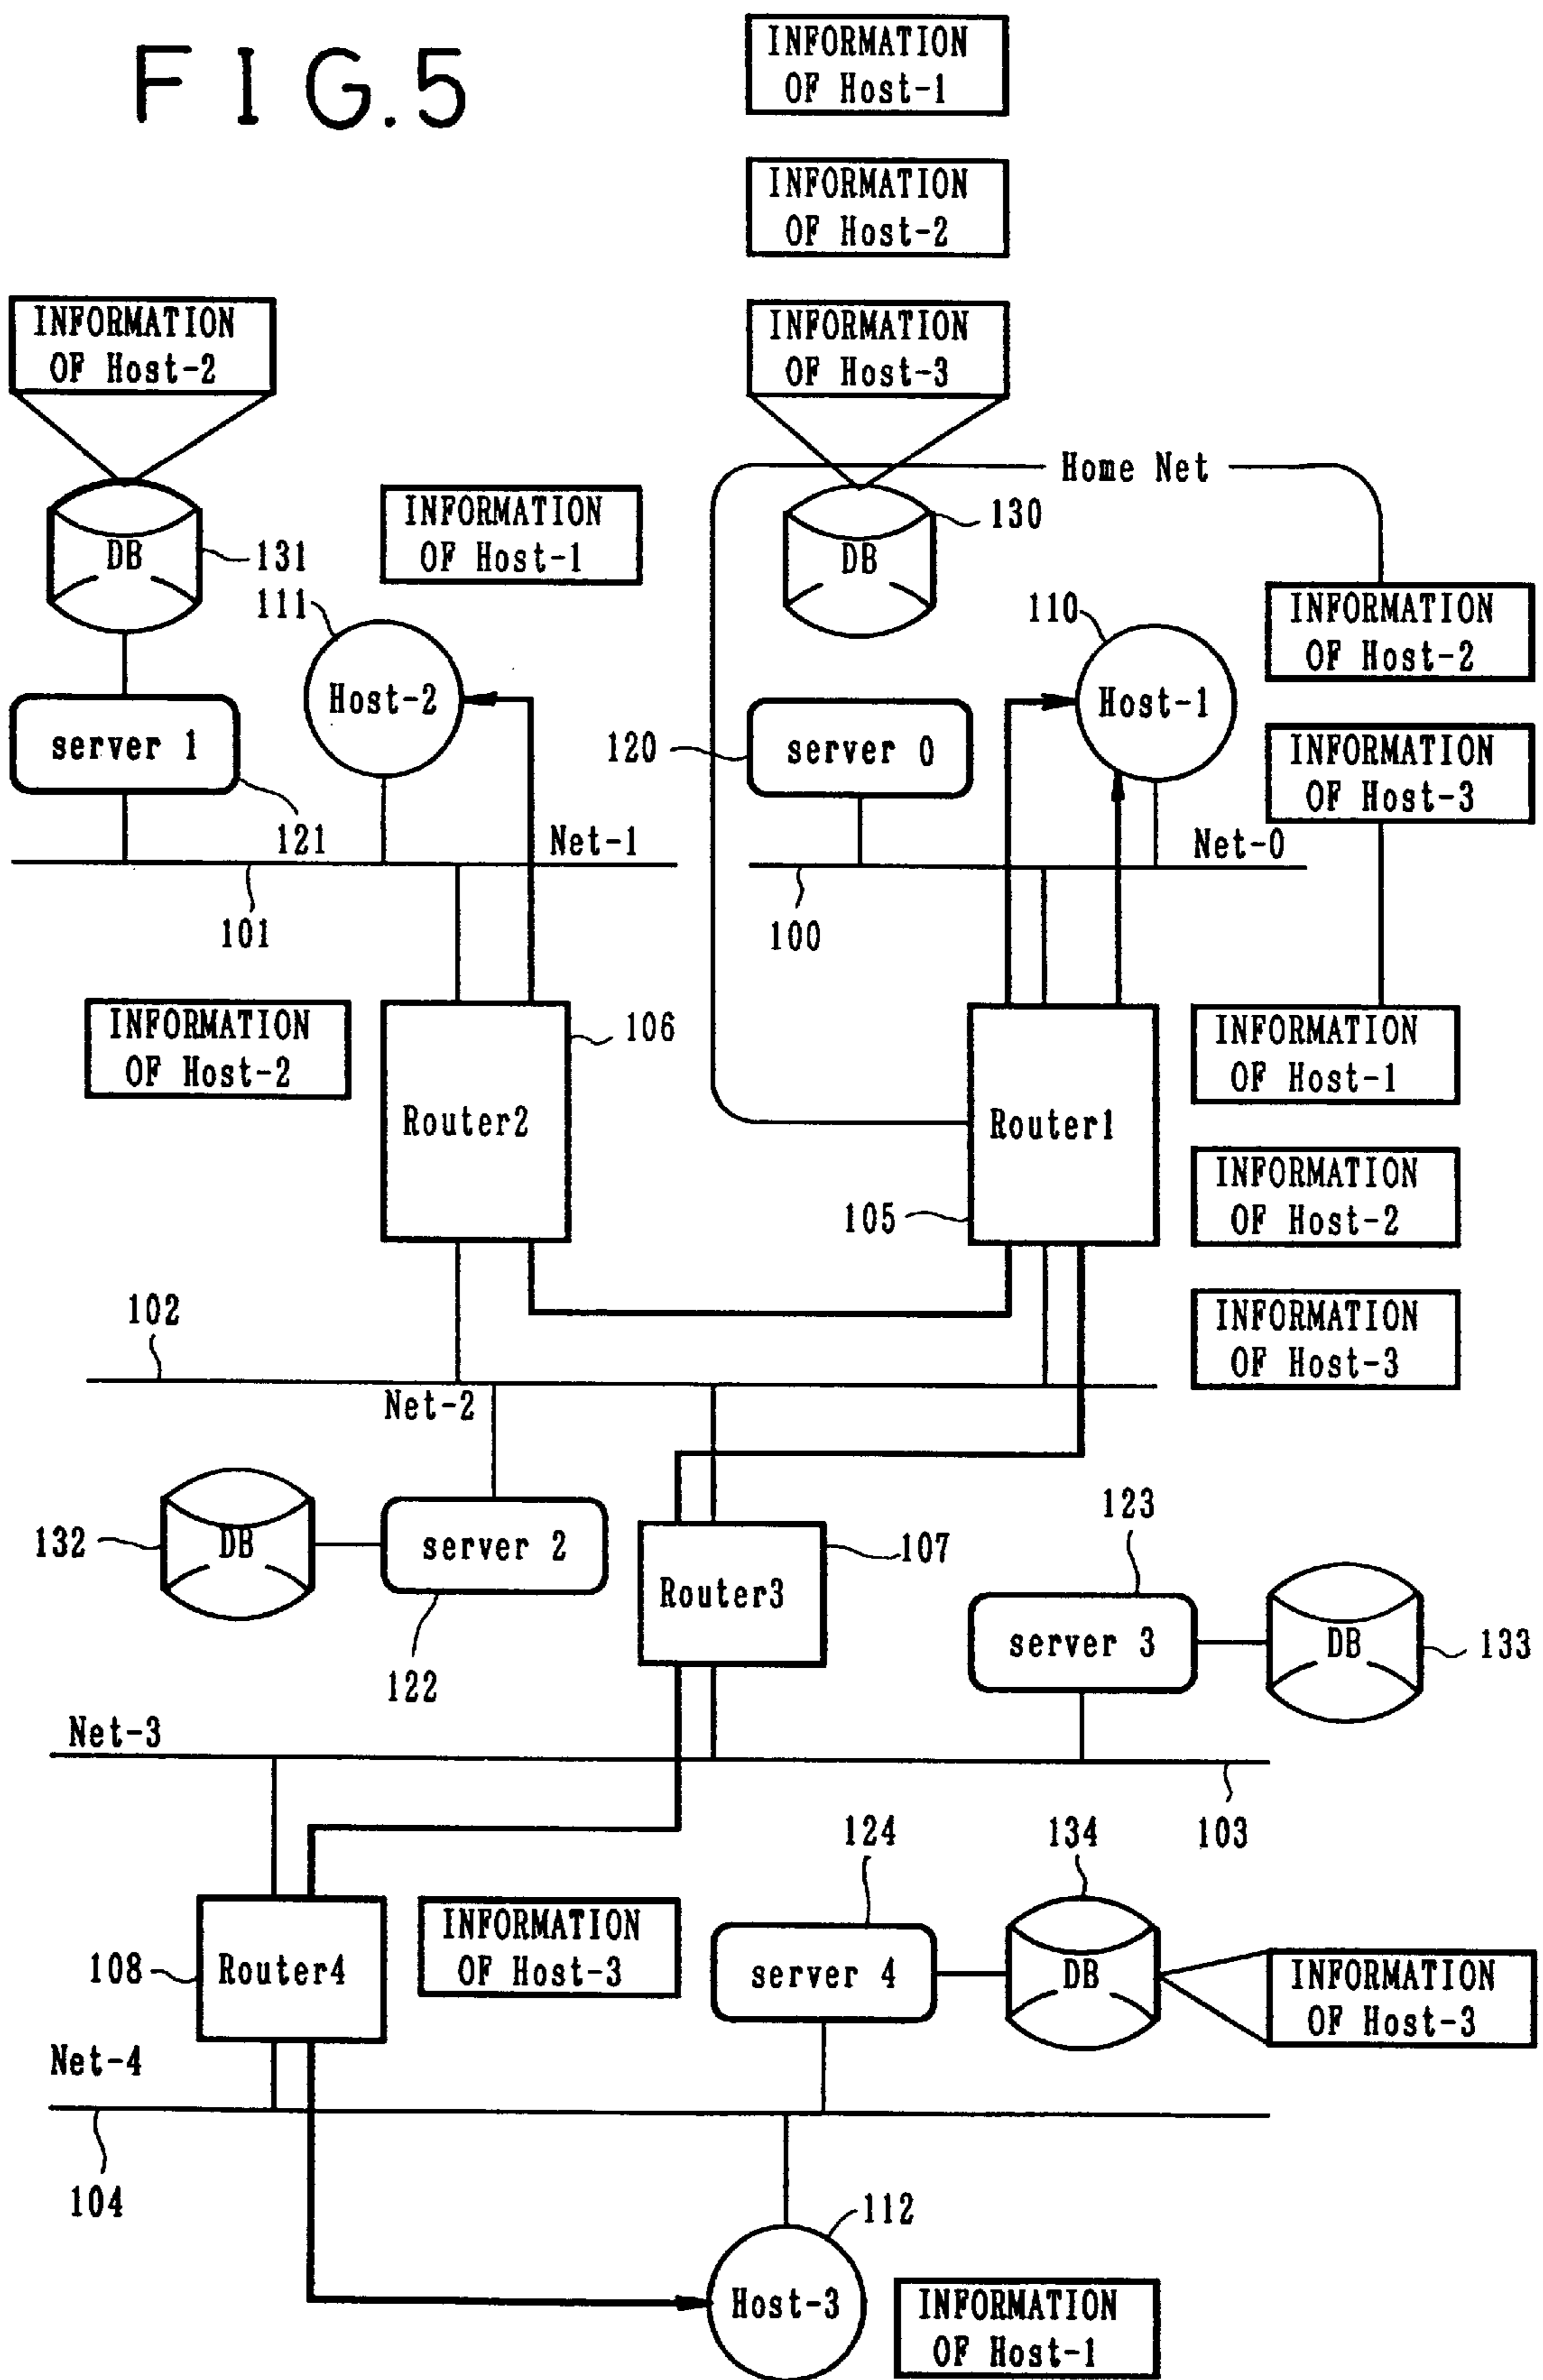 FIG.5
INFORMATION
OF Host-1
INFORMATION
OF Host-2
INFORMATION
OF Host-3
INFORMATION
OF Host-2
Home Net
DB
131
INFORMATION
OF Host-1
DB
130
111
Host-2
110
Host-1
INFORMATION
OF Host-2
server 1
121
120
server 0
INFORMATION
OF Host-3
Net-1
Net-0
101
100
INFORMATION
OF Host-2
106
Router2
Router1
105
INFORMATION
OF Host-1
INFORMATION
OF Host-2
INFORMATION
OF Host-3
102
Net-2
132
DB
server 2
122
107
Router3
123
server 3
DB
133
Net-3
103
124
134
108
Router4
INFORMATION
OF Host-3
server 4
DB
INFORMATION
OF Host-3
Net-4
104
112
Host-3
INFORMATION
OF Host-1